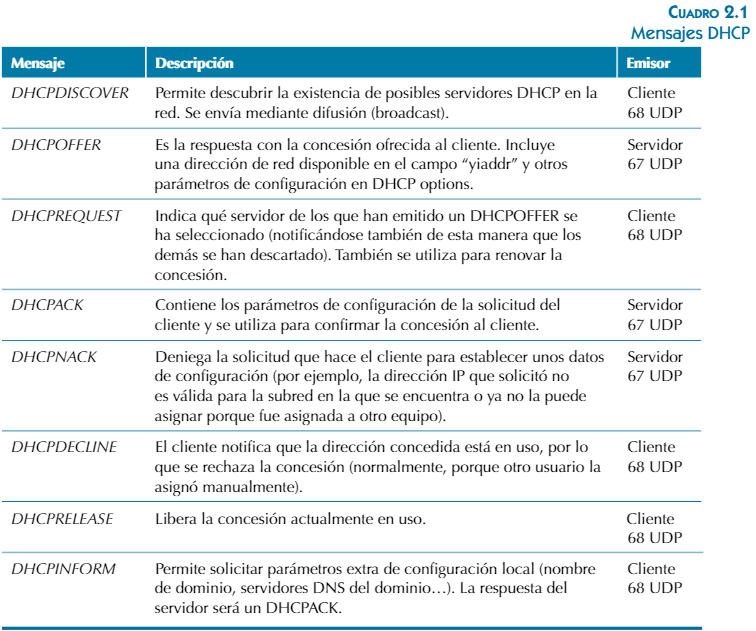 CUADRO 2.1
Mensajes DHCP
Mensaje Descripción Emisor
DHCPDISCOVER Permite descubrir la existencia de posibles servidores DHCP en la Cliente
red. Se envía mediante difusión (broadcast). 68 UDP
DHCPOFFER Es la respuesta con la concesión ofrecida al cliente. Incluye Servidor
una dirección de red disponible en el campo “yiaddr” y otros 67 UDP
parámetros de configuración en DHCP options.
DHCPREQUEST Indica qué servidor de los que han emitido un DHCPOFFER se Cliente
ha seleccionado (notificándose también de esta manera que los 68 UDP
demás se han descartado). También se utiliza para renovar la
concesión.
DHCPACK Contiene los parámetros de configuración de la solicitud del Servidor
cliente y se utiliza para confirmar la concesión al cliente. 67 UDP
DHCPNACK Deniega la solicitud que hace el cliente para establecer unos datos Servidor
de configuración (por ejemplo, la dirección IP que solicitó no 67 UDP
es válida para la subred en la que se encuentra o ya no la puede
asignar porque fue asignada a otro equipo).
DHCPDECLINE El cliente notifica que la dirección concedida está en uso, por lo Cliente
que se rechaza la concesión (normalmente, porque otro usuario la 68 UDP
asignó manualmente).
DHCPRELEASE Libera la concesión actualmente en uso. Cliente
68 UDP
DHCPINFORM Permite solicitar parámetros extra de configuración local (nombre Cliente
de dominio, servidores DNS del dominio…). La respuesta del 68 UDP
servidor será un DHCPACK.